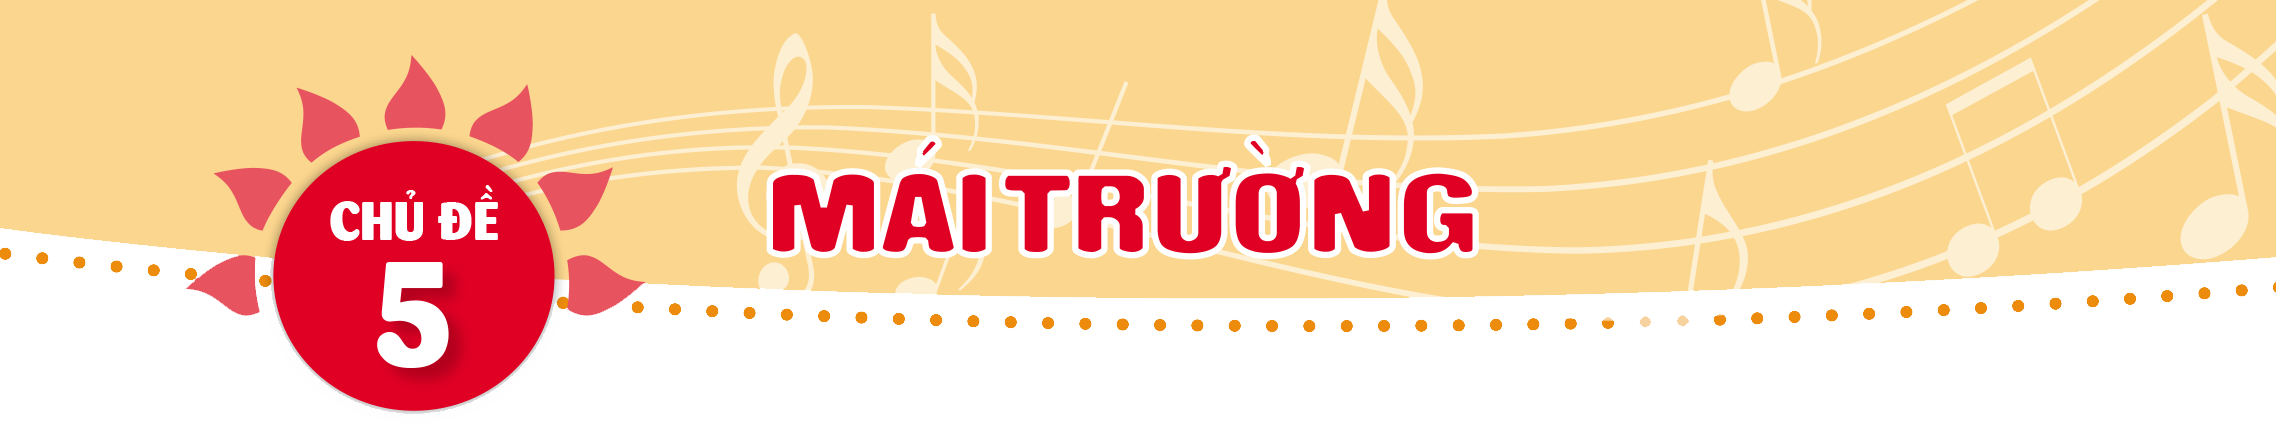 CHỦ ĐỀ
5
MÁI TRƯỜNG